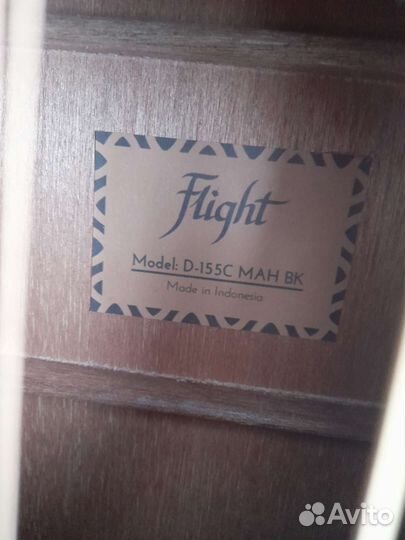 Flight
Model: D-155C MAH BK
Made in Indonesia
Avito